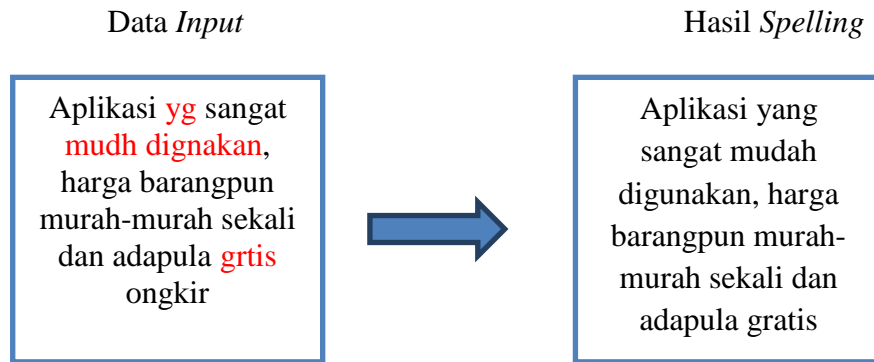 Data Input
Aplikasi yg sangat
mudh dignakan,
harga barangpun
murah-murah sekali
dan adapula grtis
ongkir
Hasil Spelling
Aplikasi yang
sangat mudah
digunakan, harga
barangpun murah-
murah sekali dan
adapula gratis